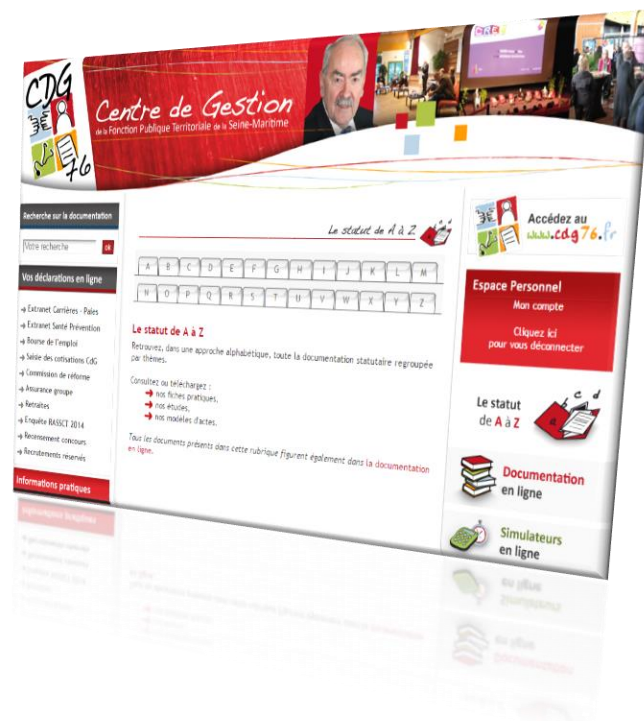 CDG
76
Centre de Gestion
de la Fonction Publique Territoriale de la Seine-Maritime
Recherche sur la documentation
Votre recherche
ok
Vos déclarations en ligne
Extranet Carrières - Paies
Extranet Santé Prévention
Bourse de l'emploi
Saisie des cotisations CdG
Commission de réforme
Assurance groupe
Retraites
Enquête RASSCT 2014
Recensement concours
Recrutements réservés
Informations pratiques
Le statut de A à Z
A B C D E F G H I J K L M
N O P Q R S T U V W X Y Z
Le statut de A à Z
Retrouvez, dans une approche alphabétique, toute la documentation statutaire regroupée
par thèmes.
Consultez ou téléchargez :
nos fiches pratiques,
nos études,
nos modèles d'actes.
Tous les documents présents dans cette rubrique figurent également dans la documentation
en ligne.
Accédez au
www.cdg76.fr
Espace Personnel
Mon compte
Cliquez ici
pour vous déconnecter
Le statut
de A à Z
a b c d
Documentation
en ligne
Simulateurs
en ligne